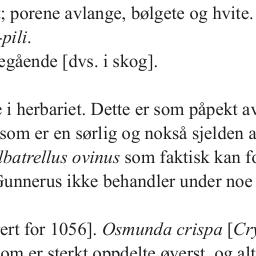 ; porene avlange, bølgete og hvite.
-pili.
egående [dvs. i skog].
e i herbariet. Dette er som påpekt av
som er en sørlig og nokså sjelden a
lbatrellus ovinus som faktisk kan fo
Gunnerus ikke behandler under noe
ert for 1056]. Osmunda crispa [Cry
om er sterkt oppdelte øverst, og alt